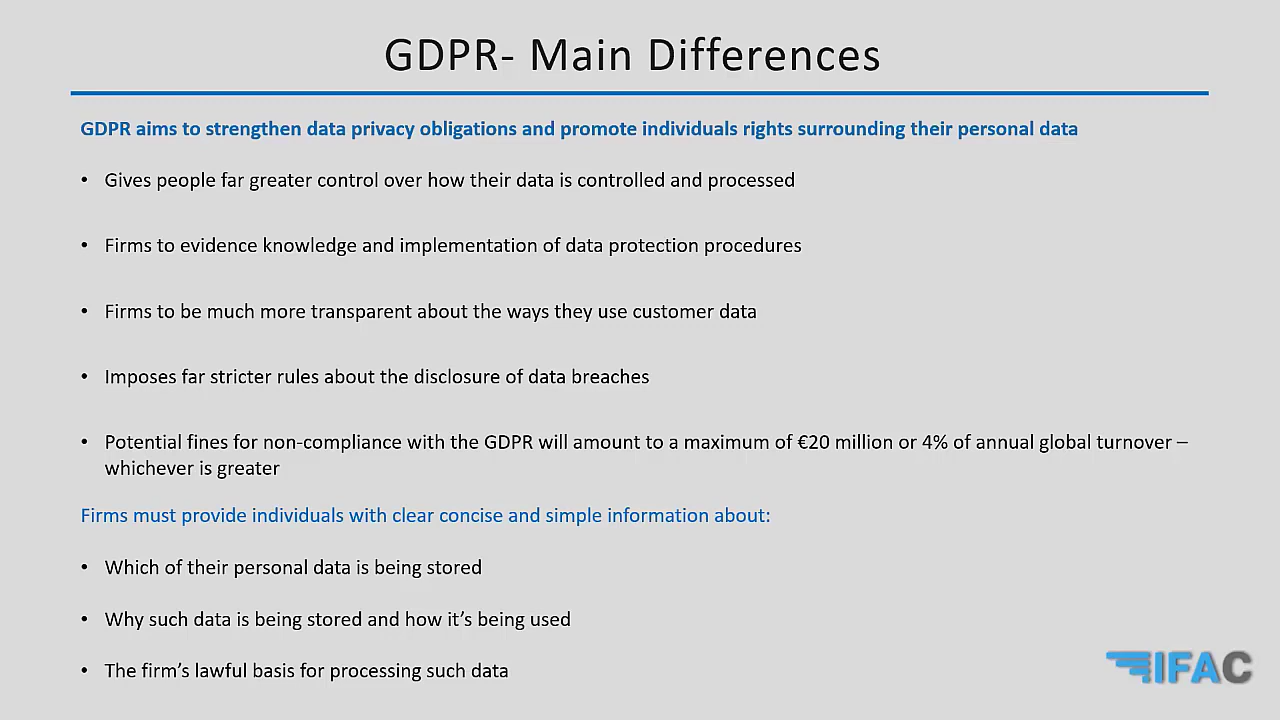 GDPR- Main Differences
GDPR aims to strengthen data privacy obligations and promote individuals rights surrounding their personal data
• Gives people far greater control over how their data is controlled and processed
• Firms to evidence knowledge and implementation of data protection procedures
• Firms to be much more transparent about the ways they use customer data
• Imposes far stricter rules about the disclosure of data breaches
• Potential fines for non-compliance with the GDPR will amount to a maximum of €20 million or 4% of annual global turnover –
whichever is greater
Firms must provide individuals with clear concise and simple information about:
• Which of their personal data is being stored
• Why such data is being stored and how it’s being used
• The firm’s lawful basis for processing such data
IFAC